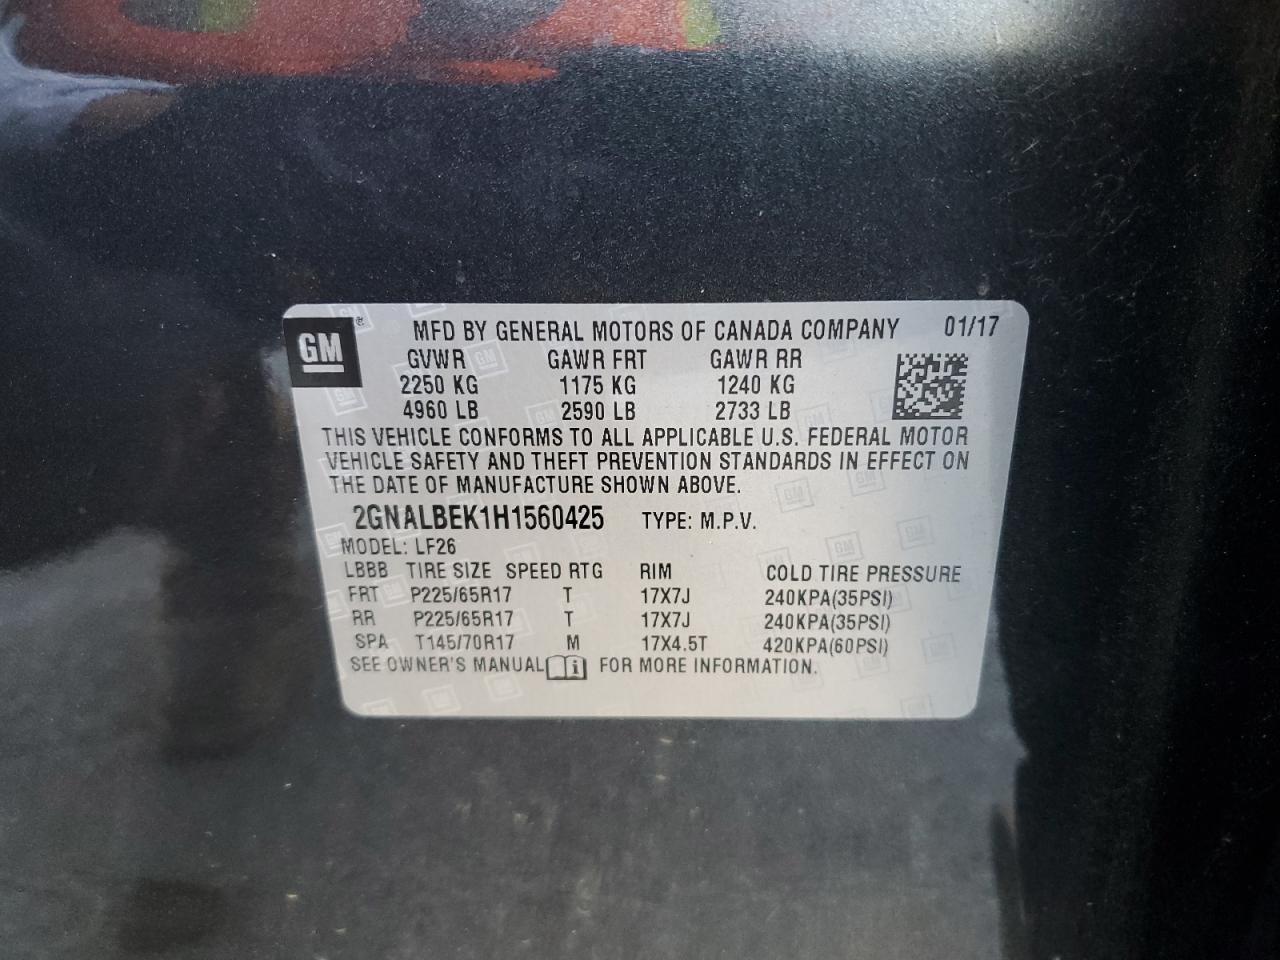 GM®
MFD BY GENERAL MOTORS OF CANADA COMPANY 01/17
GVWR GAWR FRT GAWR RR
2250 KG 1175 KG 1240 KG
4960 LB 2590 LB 2733 LB
THIS VEHICLE CONFORMS TO ALL APPLICABLE U.S. FEDERAL MOTOR
VEHICLE SAFETY AND THEFT PREVENTION STANDARDS IN EFFECT ON
THE DATE OF MANUFACTURE SHOWN ABOVE.
2GNALBEK1H1560425 TYPE: M.P.V.
MODEL: LF26
LBBB TIRE SIZE SPEED RTG RIM COLD TIRE PRESSURE
FRT P225/65R17 T 17X7J 240KPA(35PSI)
RR P225/65R17 T 17X7J 240KPA(35PSI)
SPA T145/70R17 M 17X4.5T 420KPA(60PSI)
SEE OWNER'S MANUAL i FOR MORE INFORMATION.